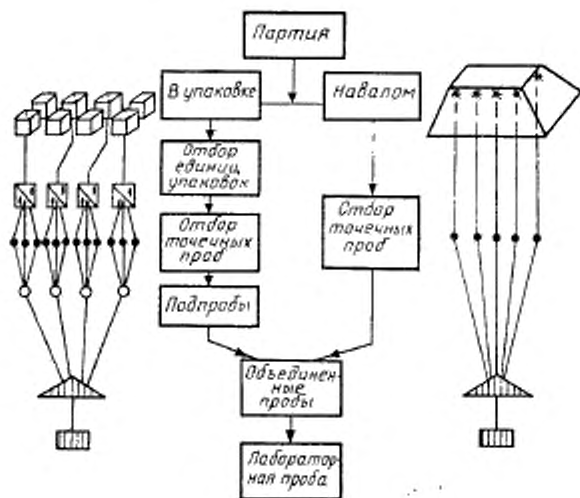 Партия
В упаковке
Навалом
Отбор
единиц
упаковок
Отбор
точечных
проб
Отбор
точечных
проб
Подпробы
Объединен-
ные
пробы
Лаборатор-
ная проба